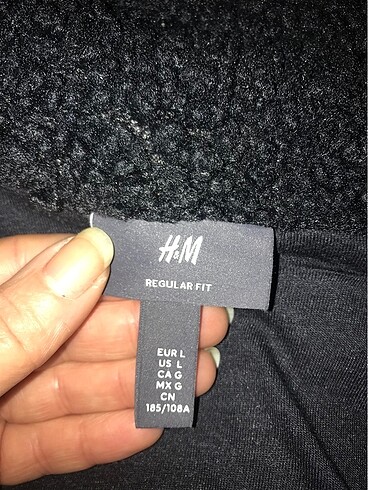 H&M
REGULAR FIT
EUR L
US L
CA G
MX G
CN
185/108A